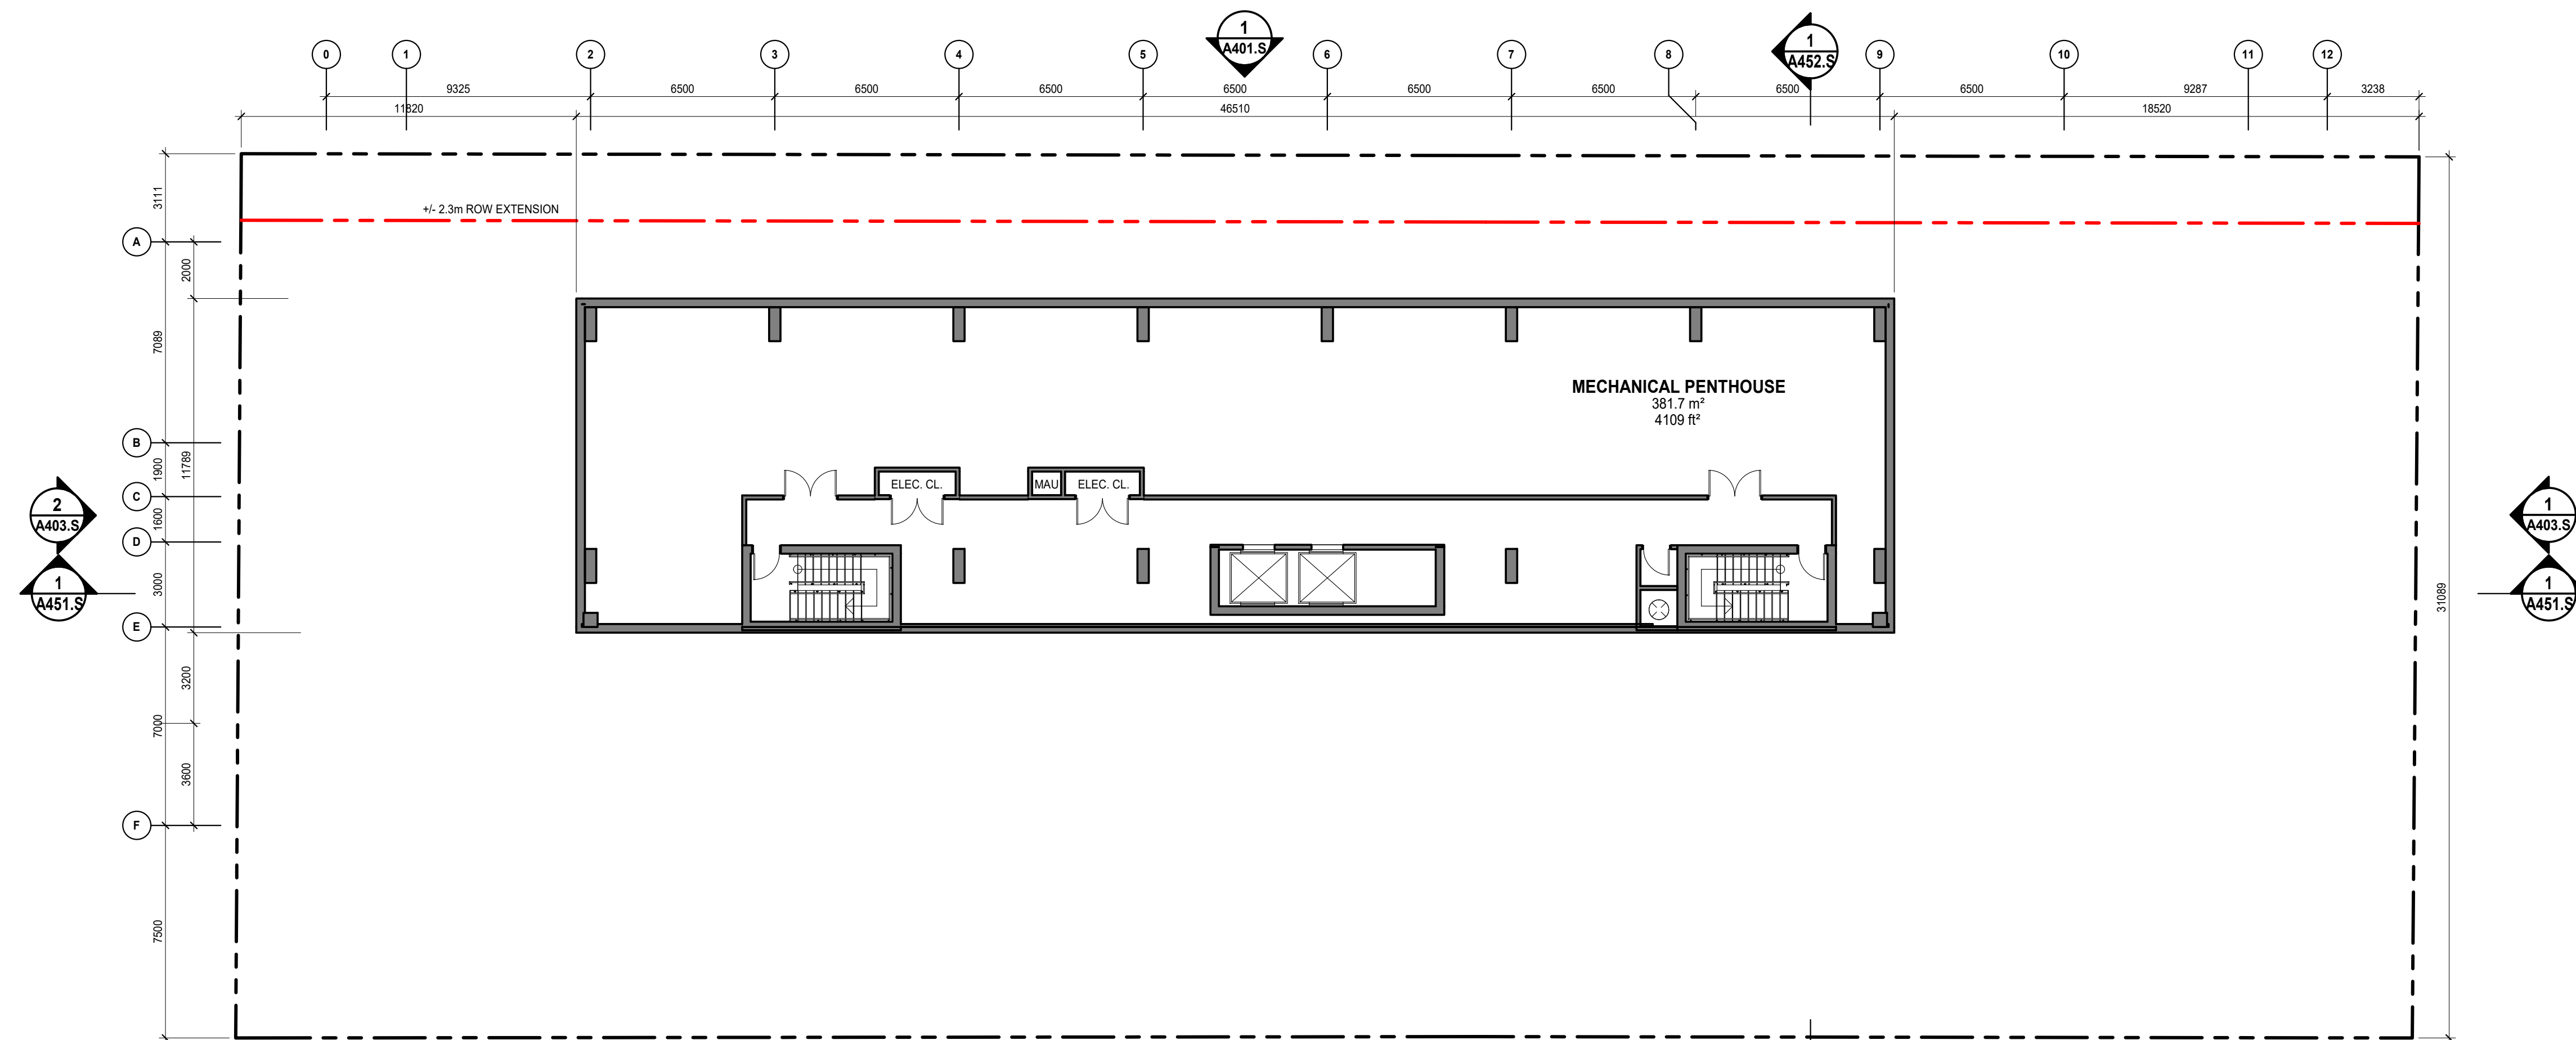 1
A401.S
1
A452.S
0
1
2
3
4
5
6
7
8
9
10
11
12
9325
6500
6500
6500
6500
6500
6500
6500
6500
9287
3238
11820
46510
18520
3111
+/- 2.3m ROW EXTENSION
A
2000
7089
MECHANICAL PENTHOUSE
381.7 m²
4109 ft²
B
1900
11789
C
ELEC. CL.
MAU
ELEC. CL.
2
A403.S
1
A403.S
1600
D
3000
1
A451.S
1
A451.S
31089
E
3200
7000
3600
F
7500